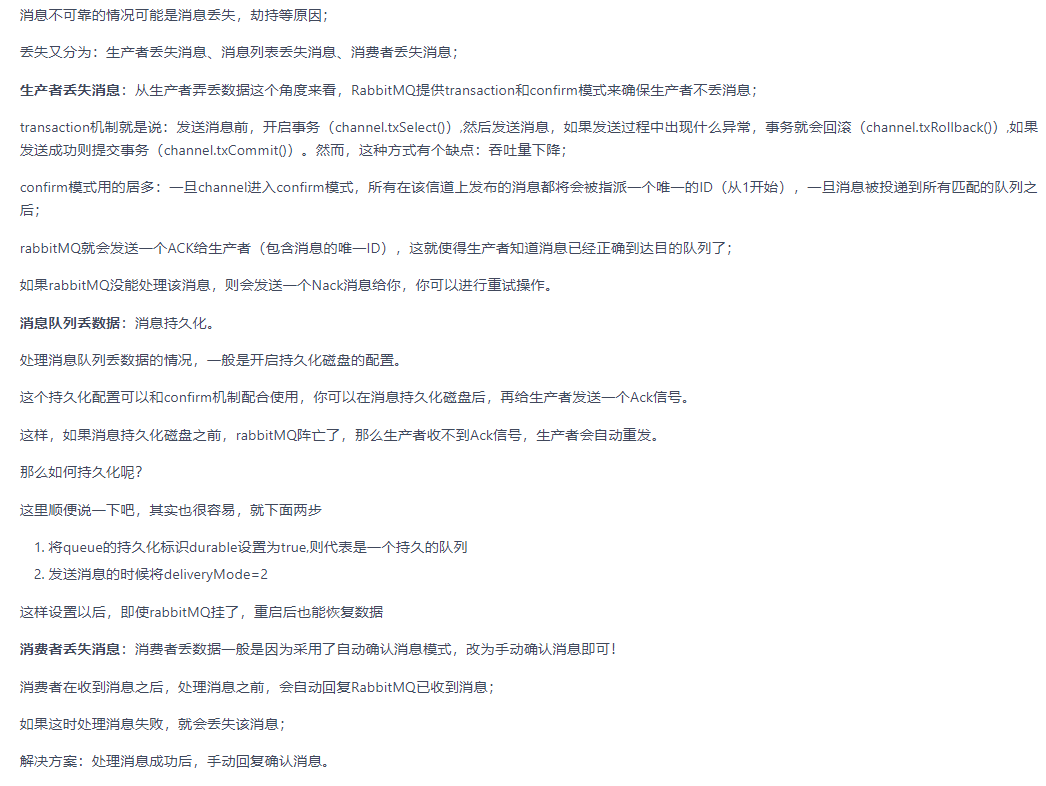 消息不可靠的情况可能是消息丢失，劫持等原因；
丢失又分为：生产者丢失消息、消息列表丢失消息、消费者丢失消息；
生产者丢失消息：从生产者弄丢数据这个角度来看，RabbitMQ提供transaction和confirm模式来确保生产者不丢消息；
transaction机制就是说：发送消息前，开启事务（channel.txSelect()）,然后发送消息，如果发送过程中出现什么异常，事务就会回滚（channel.txRollback()）,如果
发送成功则提交事务（channel.txCommit()）。然而，这种方式有个缺点：吞吐量下降；
confirm模式用的居多：一旦channel进入confirm模式，所有在该信道上发布的消息都将会被指派一个唯一的ID（从1开始），一旦消息被投递到所有匹配的队列之
后；
rabbitMQ就会发送一个ACK给生产者（包含消息的唯一ID），这就使得生产者知道消息已经正确到达目的队列了；
如果rabbitMQ没能处理该消息，则会发送一个Nack消息给你，你可以进行重试操作。
消息队列丢数据：消息持久化。
处理消息队列丢数据的情况，一般是开启持久化磁盘的配置。
这个持久化配置可以和confirm机制配合使用，你可以在消息持久化磁盘后，再给生产者发送一个Ack信号。
这样，如果消息持久化磁盘之前，rabbitMQ阵亡了，那么生产者收不到Ack信号，生产者会自动重发。
那么如何持久化呢？
这里顺便说一下吧，其实也很容易，就下面两步
1. 将queue的持久化标识durable设置为true,则代表是一个持久的队列
2. 发送消息的时候将deliveryMode=2
这样设置以后，即使rabbitMQ挂了，重启后也能恢复数据
消费者丢失消息：消费者丢数据一般是因为采用了自动确认消息模式，改为手动确认消息即可！
消费者在收到消息之后，处理消息之前，会自动回复RabbitMQ已收到消息；
如果这时处理消息失败，就会丢失该消息；
解决方案：处理消息成功后，手动回复确认消息。